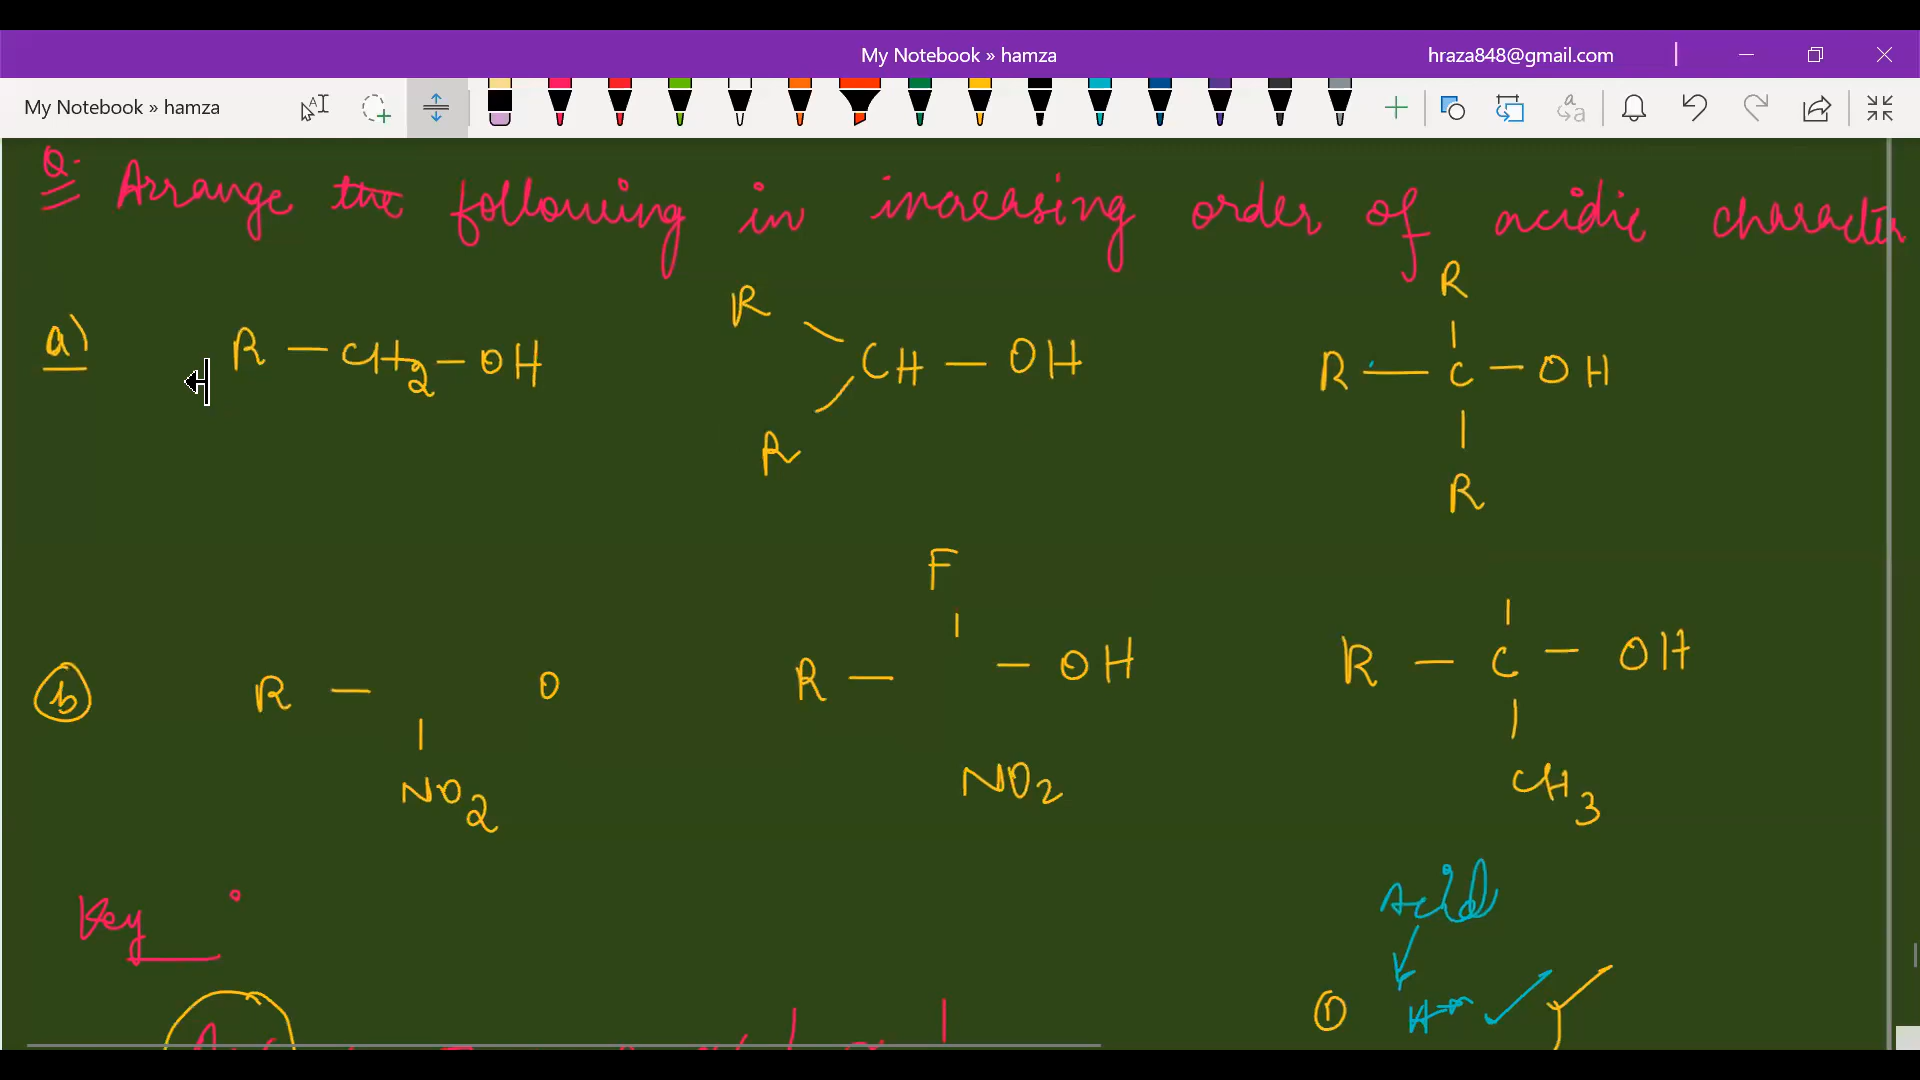 My Notebook » hamza hraza848@gmail.com
My Notebook » hamza
Q. Arrange the following in increasing order of acidic character
a) R — CH2 — OH
R
R
CH — OH
R
R — C — OH
R
b R — O
NO2
F
R — — OH
NO2
R — C — OH
CH3
Key
Acid
1 H+